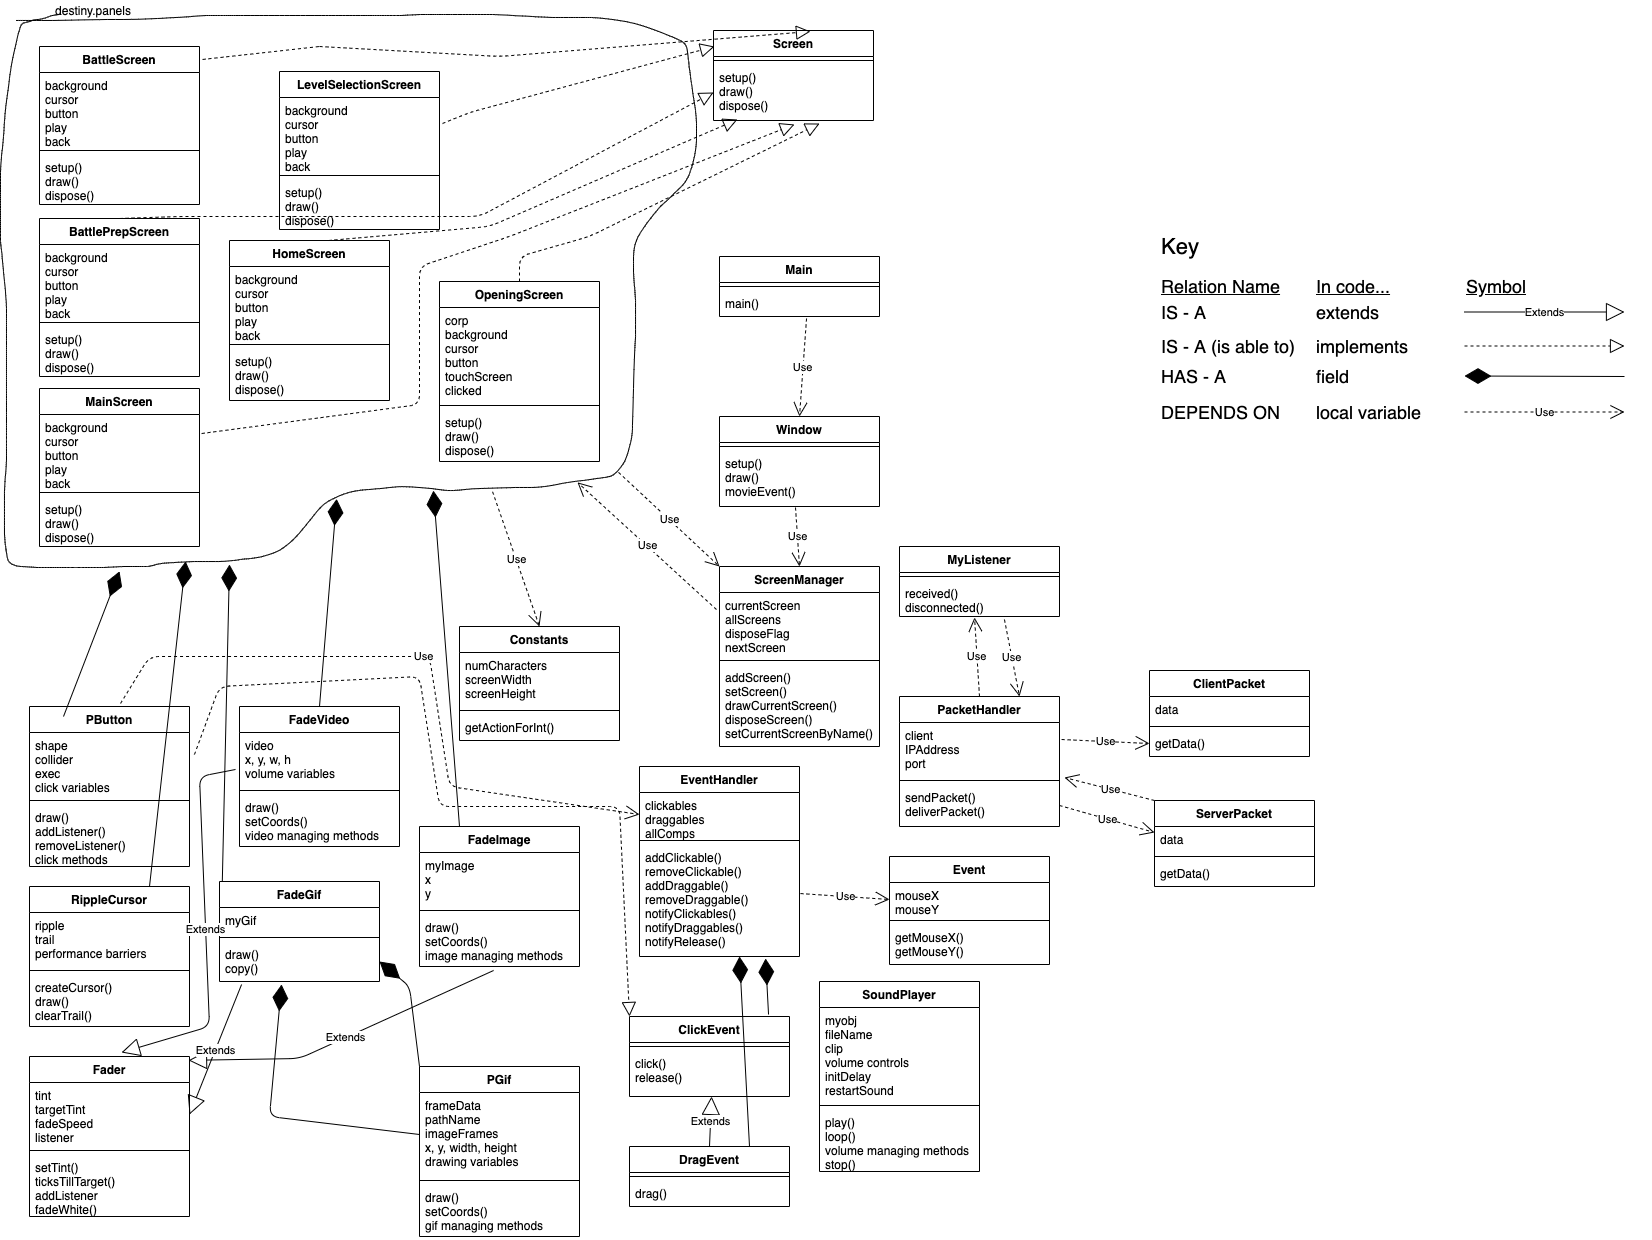 destiny.panels
BattleScreen
background
cursor
button
play
back
setup()
draw()
dispose()
LevelSelectionScreen
background
cursor
button
play
back
setup()
draw()
dispose()
Screen
setup()
draw()
dispose()
BattlePrepScreen
background
cursor
button
play
back
setup()
draw()
dispose()
HomeScreen
background
cursor
button
play
back
setup()
draw()
dispose()
OpeningScreen
corp
background
cursor
button
touchScreen
clicked
setup()
draw()
dispose()
MainScreen
background
cursor
button
play
back
setup()
draw()
dispose()
Main
main()
Use
Window
setup()
draw()
movieEvent()
Use
Key
Relation Name In code... Symbol
IS - A extends Extends
IS - A (is able to) implements
HAS - A field
DEPENDS ON local variable Use
Use
Use
Use
ScreenManager
currentScreen
allScreens
disposeFlag
nextScreen
addScreen()
setScreen()
drawCurrentScreen()
disposeScreen()
setCurrentScreenByName()
MyListener
received()
disconnected()
Use
Use
Constants
numCharacters
screenWidth
screenHeight
getActionForInt()
Use
PacketHandler
client
IPAddress
port
sendPacket()
deliverPacket()
Use
Use
Use
ClientPacket
data
getData()
ServerPacket
data
getData()
PButton
shape
collider
exec
click variables
draw()
addListener()
removeListener()
click methods
FadeVideo
video
x, y, w, h
volume variables
draw()
setCoords()
video managing methods
EventHandler
clickables
draggables
allComps
addClickable()
removeClickable()
addDraggable()
removeDraggable()
notifyClickables()
notifyDraggables()
notifyRelease()
Use
Event
mouseX
mouseY
getMouseX()
getMouseY()
FadeImage
myImage
x
y
draw()
setCoords()
image managing methods
RippleCursor
ripple
trail
performance barriers
createCursor()
draw()
clearTrail()
Extends
FadeGif
myGif
draw()
copy()
SoundPlayer
myobj
fileName
clip
volume controls
initDelay
restartSound
play()
loop()
volume managing methods
stop()
ClickEvent
click()
release()
Extends
Extends
Extends
Fader
tint
targetTint
fadeSpeed
listener
setTint()
ticksTillTarget()
addListener
fadeWhite()
PGif
frameData
pathName
imageFrames
x, y, width, height
drawing variables
draw()
setCoords()
gif managing methods
DragEvent
drag()